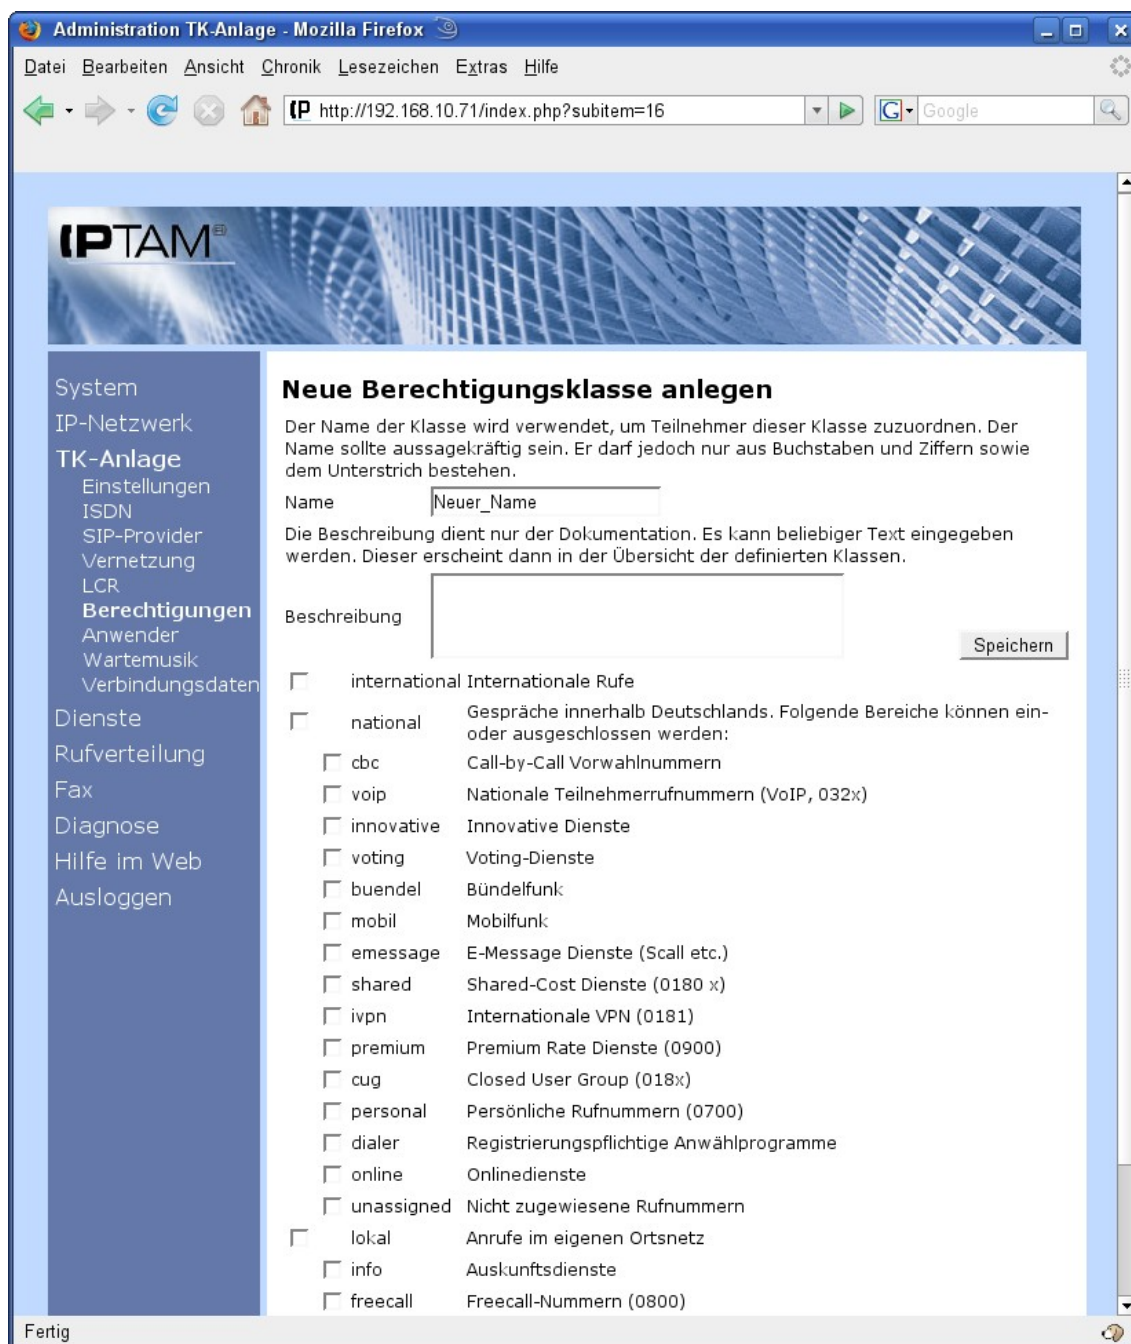 Administration TK-Anlage - Mozilla Firefox
Datei Bearbeiten Ansicht Chronik Lesezeichen Extras Hilfe
(P http://192.168.10.71/index.php?subitem=16
G Google
IPTAM®
System
IP-Netzwerk
TK-Anlage
Einstellungen
ISDN
SIP-Provider
Vernetzung
LCR
Berechtigungen
Anwender
Wartemusik
Verbindungsdaten
Dienste
Rufverteilung
Fax
Diagnose
Hilfe im Web
Ausloggen
Neue Berechtigungsklasse anlegen
Der Name der Klasse wird verwendet, um Teilnehmer dieser Klasse zuzuordnen. Der
Name sollte aussagekräftig sein. Er darf jedoch nur aus Buchstaben und Ziffern sowie
dem Unterstrich bestehen.
Name Neuer_Name
Die Beschreibung dient nur der Dokumentation. Es kann beliebiger Text eingegeben
werden. Dieser erscheint dann in der Übersicht der definierten Klassen.
Beschreibung
Speichern
international Internationale Rufe
national Gespräche innerhalb Deutschlands. Folgende Bereiche können ein-
oder ausgeschlossen werden:
cbc Call-by-Call Vorwahlnummern
voip Nationale Teilnehmerrufnummern (VoIP, 032x)
innovative Innovative Dienste
voting Voting-Dienste
buendel Bündelfunk
mobil Mobilfunk
emessage E-Message Dienste (Scall etc.)
shared Shared-Cost Dienste (0180 x)
ivpn Internationale VPN (0181)
premium Premium Rate Dienste (0900)
cug Closed User Group (018x)
personal Persönliche Rufnummern (0700)
dialer Registrierungspflichtige Anwählprogramme
online Onlinedienste
unassigned Nicht zugewiesene Rufnummern
lokal Anrufe im eigenen Ortsnetz
info Auskunftsdienste
freecall Freecall-Nummern (0800)
Fertig